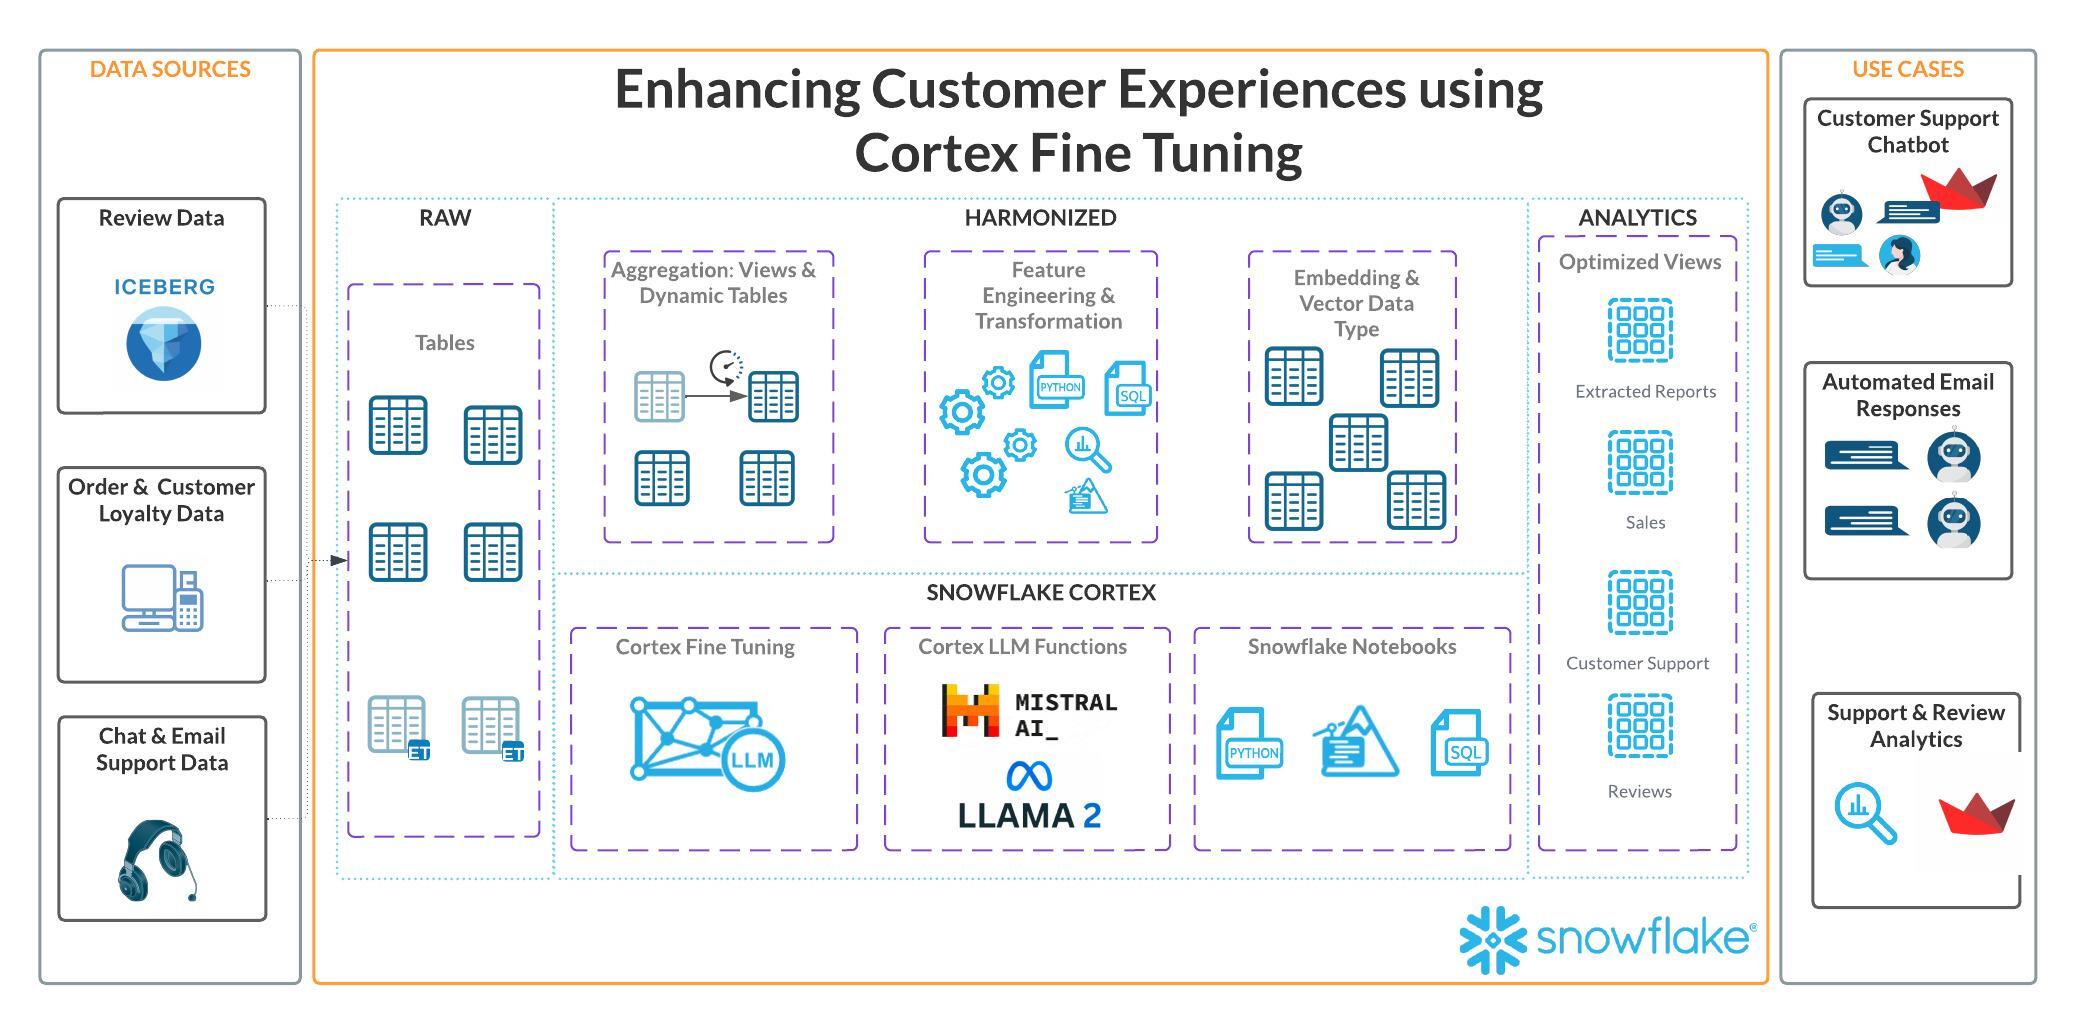 DATA SOURCES
Review Data
ICEBERG
Order & Customer
Loyalty Data
Chat & Email
Support Data
Enhancing Customer Experiences using
Cortex Fine Tuning
RAW
Tables
ET
ET
HARMONIZED
Aggregation: Views &
Dynamic Tables
Feature
Engineering &
Transformation
PYTHON
SQL
Embedding &
Vector Data
Type
SNOWFLAKE CORTEX
Cortex Fine Tuning
LLM
Cortex LLM Functions
MISTRAL
AI_
LLAMA 2
Snowflake Notebooks
PYTHON
SQL
ANALYTICS
Optimized Views
Extracted Reports
Sales
Customer Support
Reviews
snowflake®
USE CASES
Customer Support
Chatbot
Automated Email
Responses
Support & Review
Analytics